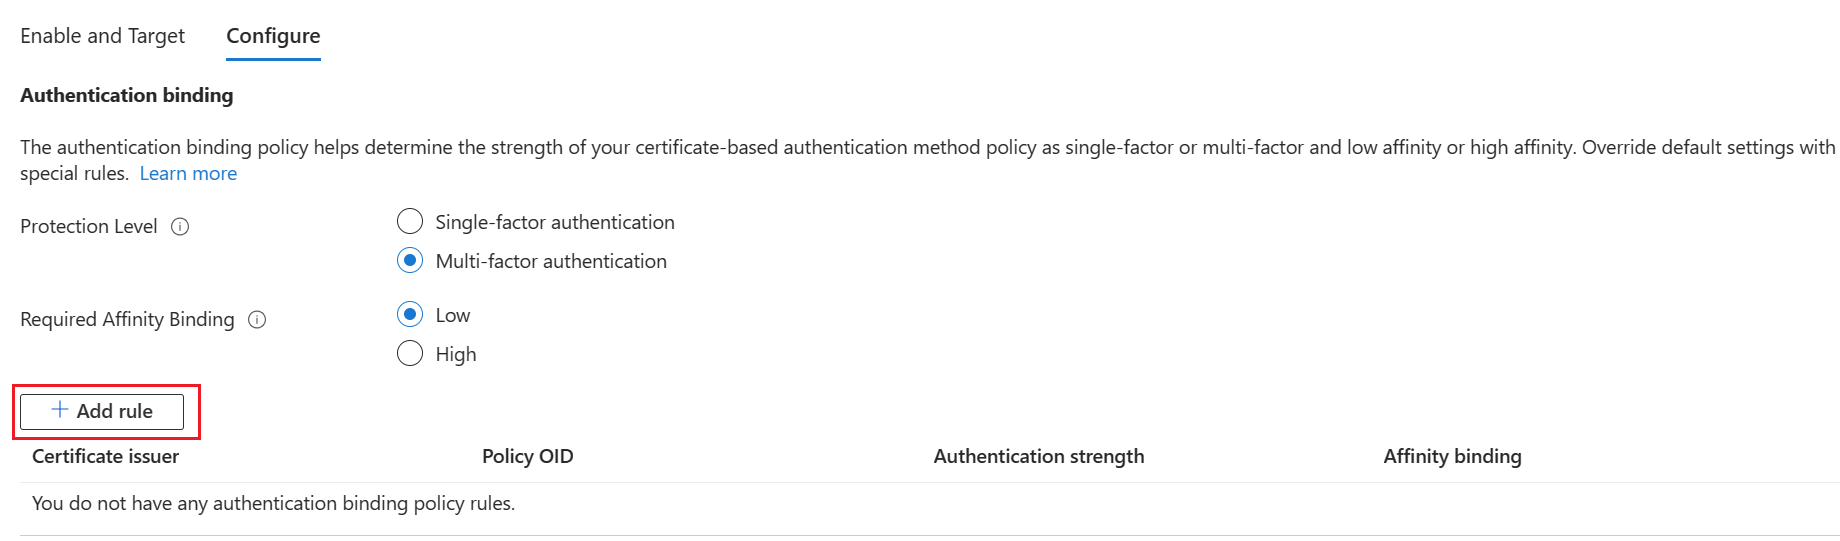 Enable and Target Configure
Authentication binding
The authentication binding policy helps determine the strength of your certificate-based authentication method policy as single-factor or multi-factor and low affinity or high affinity. Override default settings with
special rules. Learn more
Protection Level
Single-factor authentication
Multi-factor authentication
Required Affinity Binding
Low
High
+ Add rule
Certificate issuer Policy OID Authentication strength Affinity binding
You do not have any authentication binding policy rules.